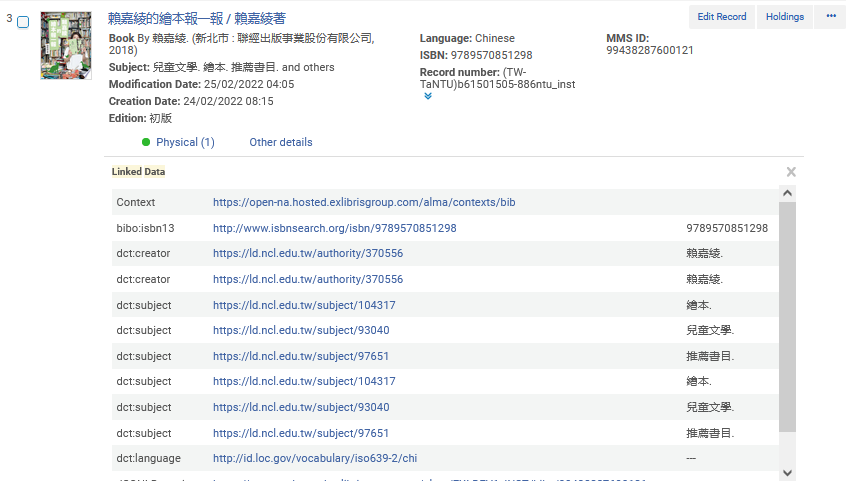 3
賴嘉綾的繪本報一報 / 賴嘉綾著
Edit Record
Holdings
Book By 賴嘉綾. (新北市 : 聯經出版事業股份有限公司,
2018)
Subject: 兒童文學. 繪本. 推薦書目. and others
Modification Date: 25/02/2022 04:05
Creation Date: 24/02/2022 08:15
Edition: 初版
Language: Chinese
ISBN: 9789570851298
Record number: (TW-
TaNTU)b61501505-886ntu_inst
MMS ID:
99438287600121
Physical (1)
Other details
Linked Data
Context https://open-na.hosted.exlibrisgroup.com/alma/contexts/bib
bibo:isbn13 http://www.isbnsearch.org/isbn/9789570851298 9789570851298
dct:creator https://ld.ncl.edu.tw/authority/370556 賴嘉綾.
dct:creator https://ld.ncl.edu.tw/authority/370556 賴嘉綾.
dct:subject https://ld.ncl.edu.tw/subject/104317 繪本.
dct:subject https://ld.ncl.edu.tw/subject/93040 兒童文學.
dct:subject https://ld.ncl.edu.tw/subject/97651 推薦書目.
dct:subject https://ld.ncl.edu.tw/subject/104317 繪本.
dct:subject https://ld.ncl.edu.tw/subject/93040 兒童文學.
dct:subject https://ld.ncl.edu.tw/subject/97651 推薦書目.
dct:language http://id.loc.gov/vocabulary/iso639-2/chi ---